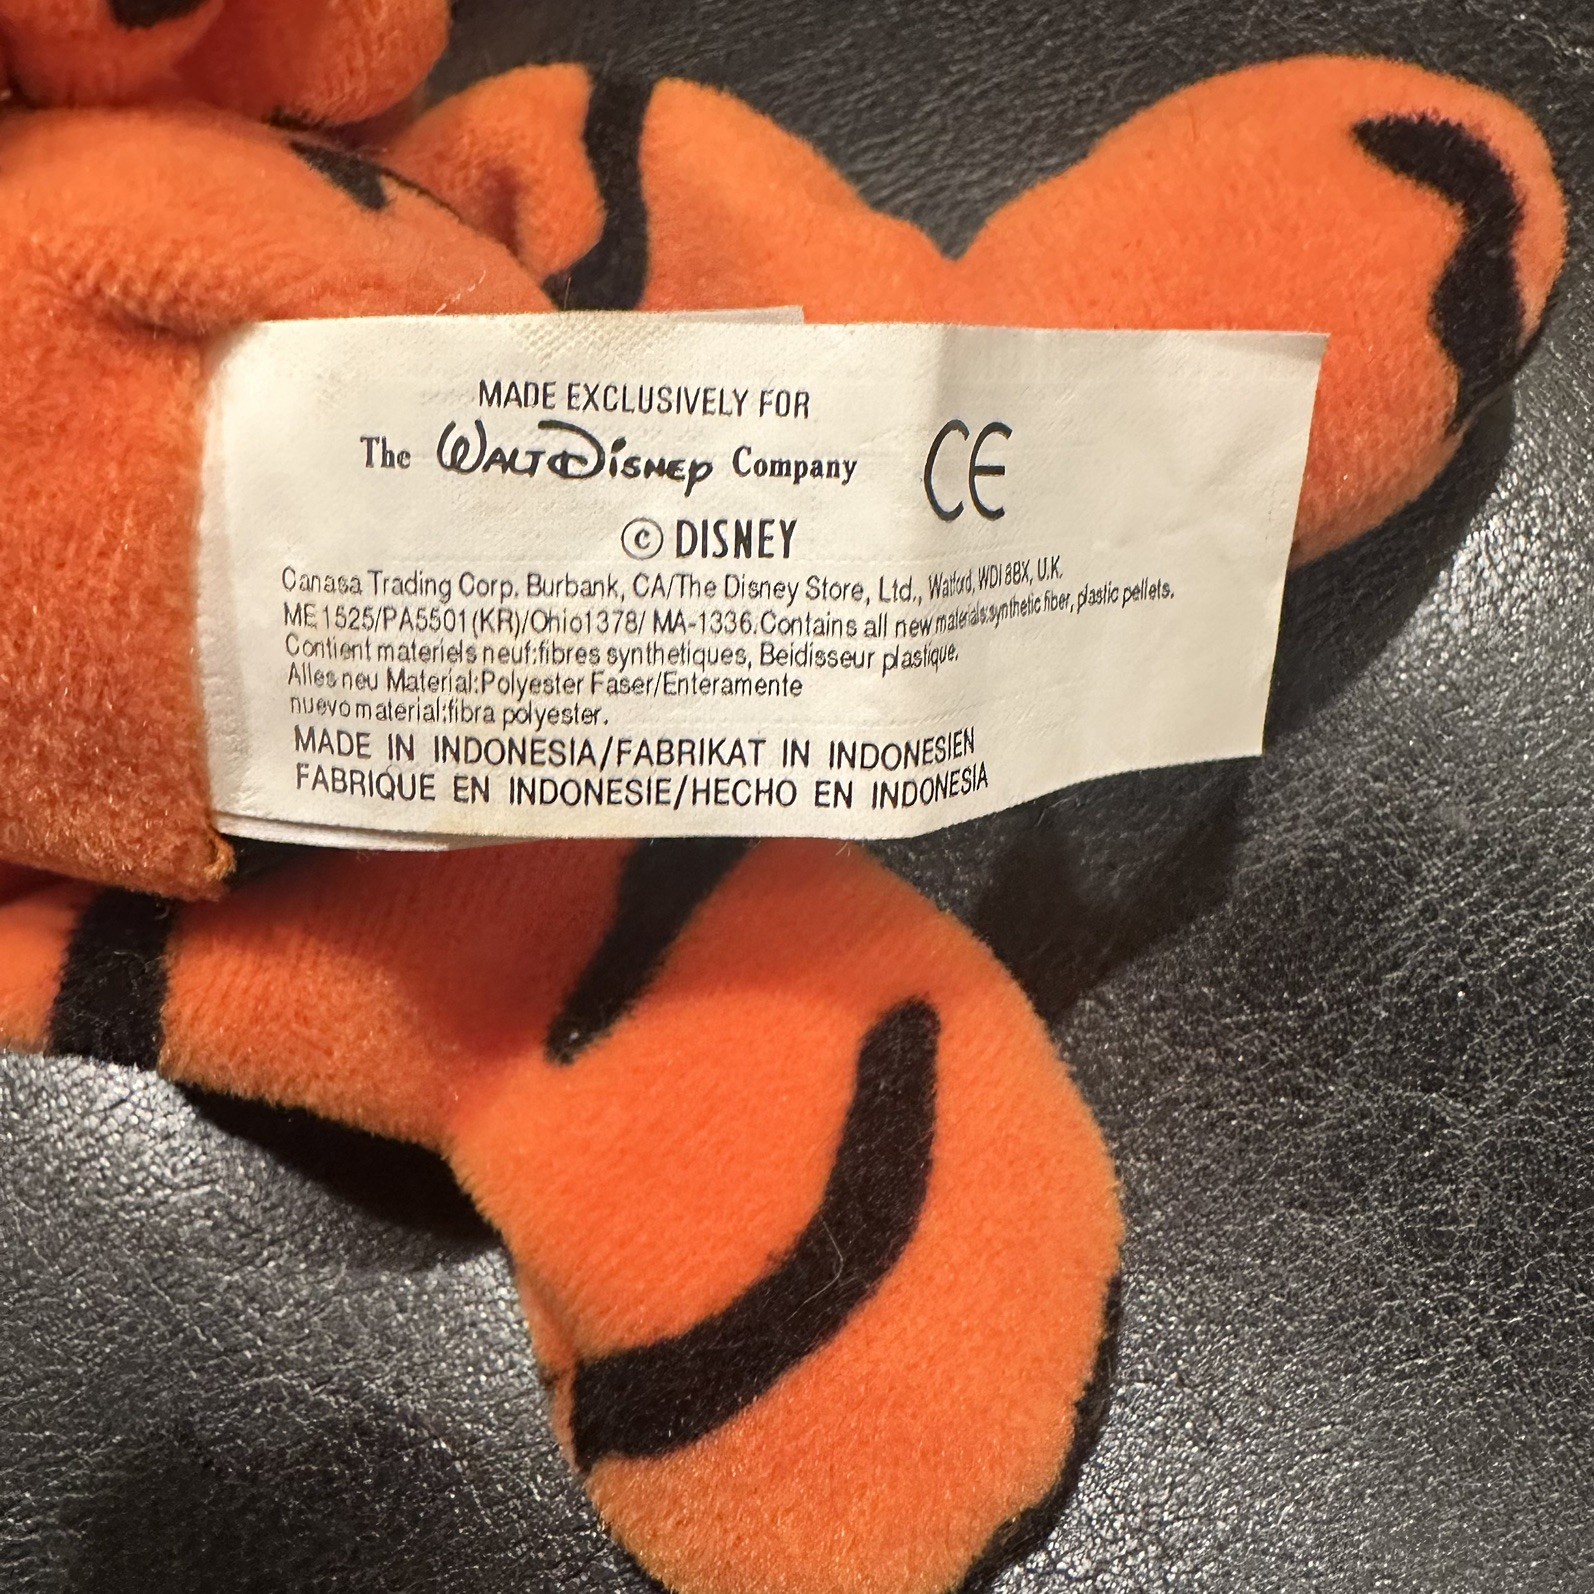 MADE EXCLUSIVELY FOR
The WALT DISNEY Company CE
© DISNEY
Canasa Trading Corp. Burbank, CA/The Disney Store, Ltd., Watford, WDI 8BX, U.K.
ME1525/PA5501(KR)/Ohio1378/ MA-1336.Contains all new materials:synthetic fiber, plastic pellets.
Contient materiels neuf:fibres synthetiques, Beidisseur plastique.
Alles neu Material:Polyester Faser/Enteramente
nuevo material:fibra polyester.
MADE IN INDONESIA/FABRIKAT IN INDONESIEN
FABRIQUE EN INDONESIE/HECHO EN INDONESIA